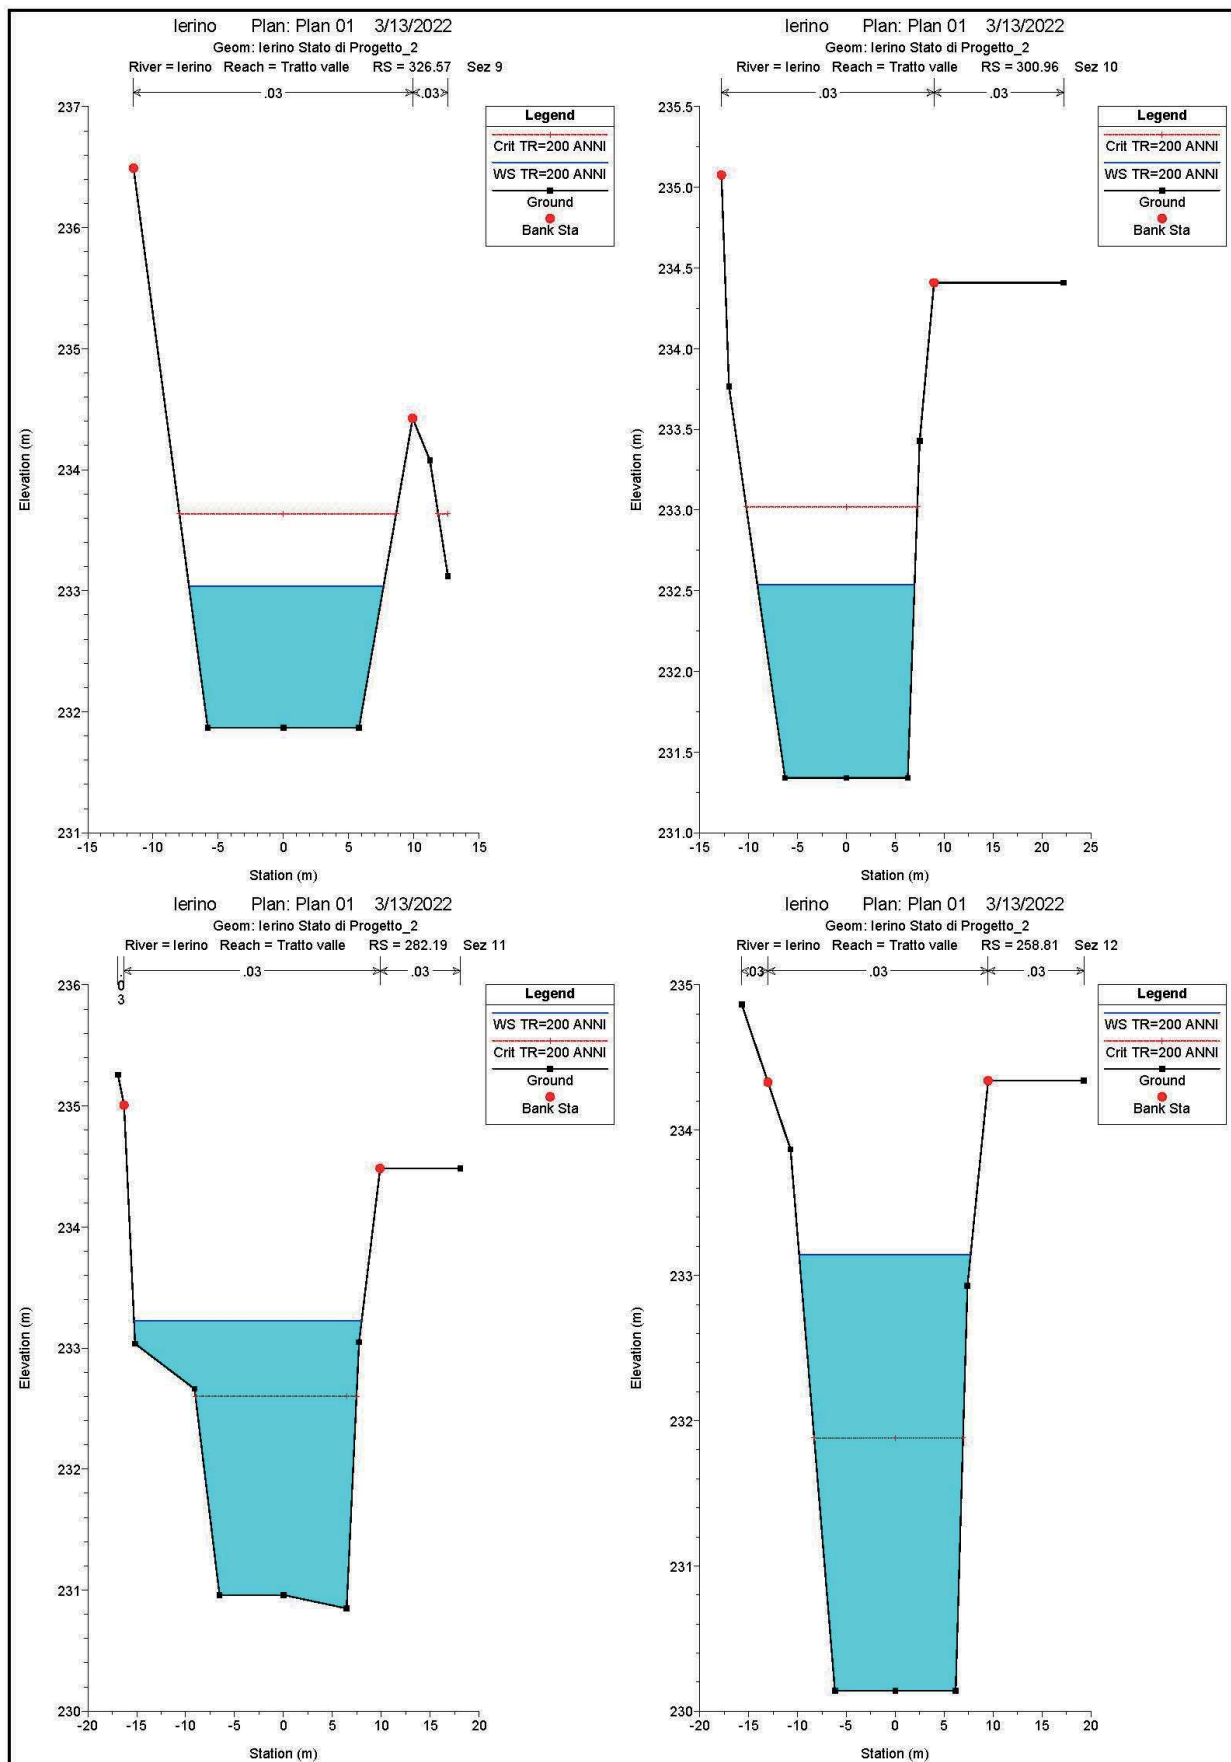 Ierino Plan: Plan 01 3/13/2022
Geom: Ierino Stato di Progetto_2
River = Ierino Reach = Tratto valle RS = 326.57 Sez 9
.03 .03
Legend
Crit TR=200 ANNI
WS TR=200 ANNI
Ground
Bank Sta
237
236
235
234
233
232
231
Elevation (m)
-15 -10 -5 0 5 10 15
Station (m)
Ierino Plan: Plan 01 3/13/2022
Geom: Ierino Stato di Progetto_2
River = Ierino Reach = Tratto valle RS = 300.96 Sez 10
.03 .03
Legend
Crit TR=200 ANNI
WS TR=200 ANNI
Ground
Bank Sta
235.5
235.0
234.5
234.0
233.5
233.0
232.5
232.0
231.5
231.0
Elevation (m)
-15 -10 -5 0 5 10 15 20 25
Station (m)
Ierino Plan: Plan 01 3/13/2022
Geom: Ierino Stato di Progetto_2
River = Ierino Reach = Tratto valle RS = 282.19 Sez 11
.03 .03 .03
Legend
WS TR=200 ANNI
Crit TR=200 ANNI
Ground
Bank Sta
236
235
234
233
232
231
230
Elevation (m)
-20 -15 -10 -5 0 5 10 15 20
Station (m)
Ierino Plan: Plan 01 3/13/2022
Geom: Ierino Stato di Progetto_2
River = Ierino Reach = Tratto valle RS = 258.81 Sez 12
.03 .03 .03
Legend
WS TR=200 ANNI
Crit TR=200 ANNI
Ground
Bank Sta
235
234
233
232
231
230
Elevation (m)
-20 -15 -10 -5 0 5 10 15 20
Station (m)